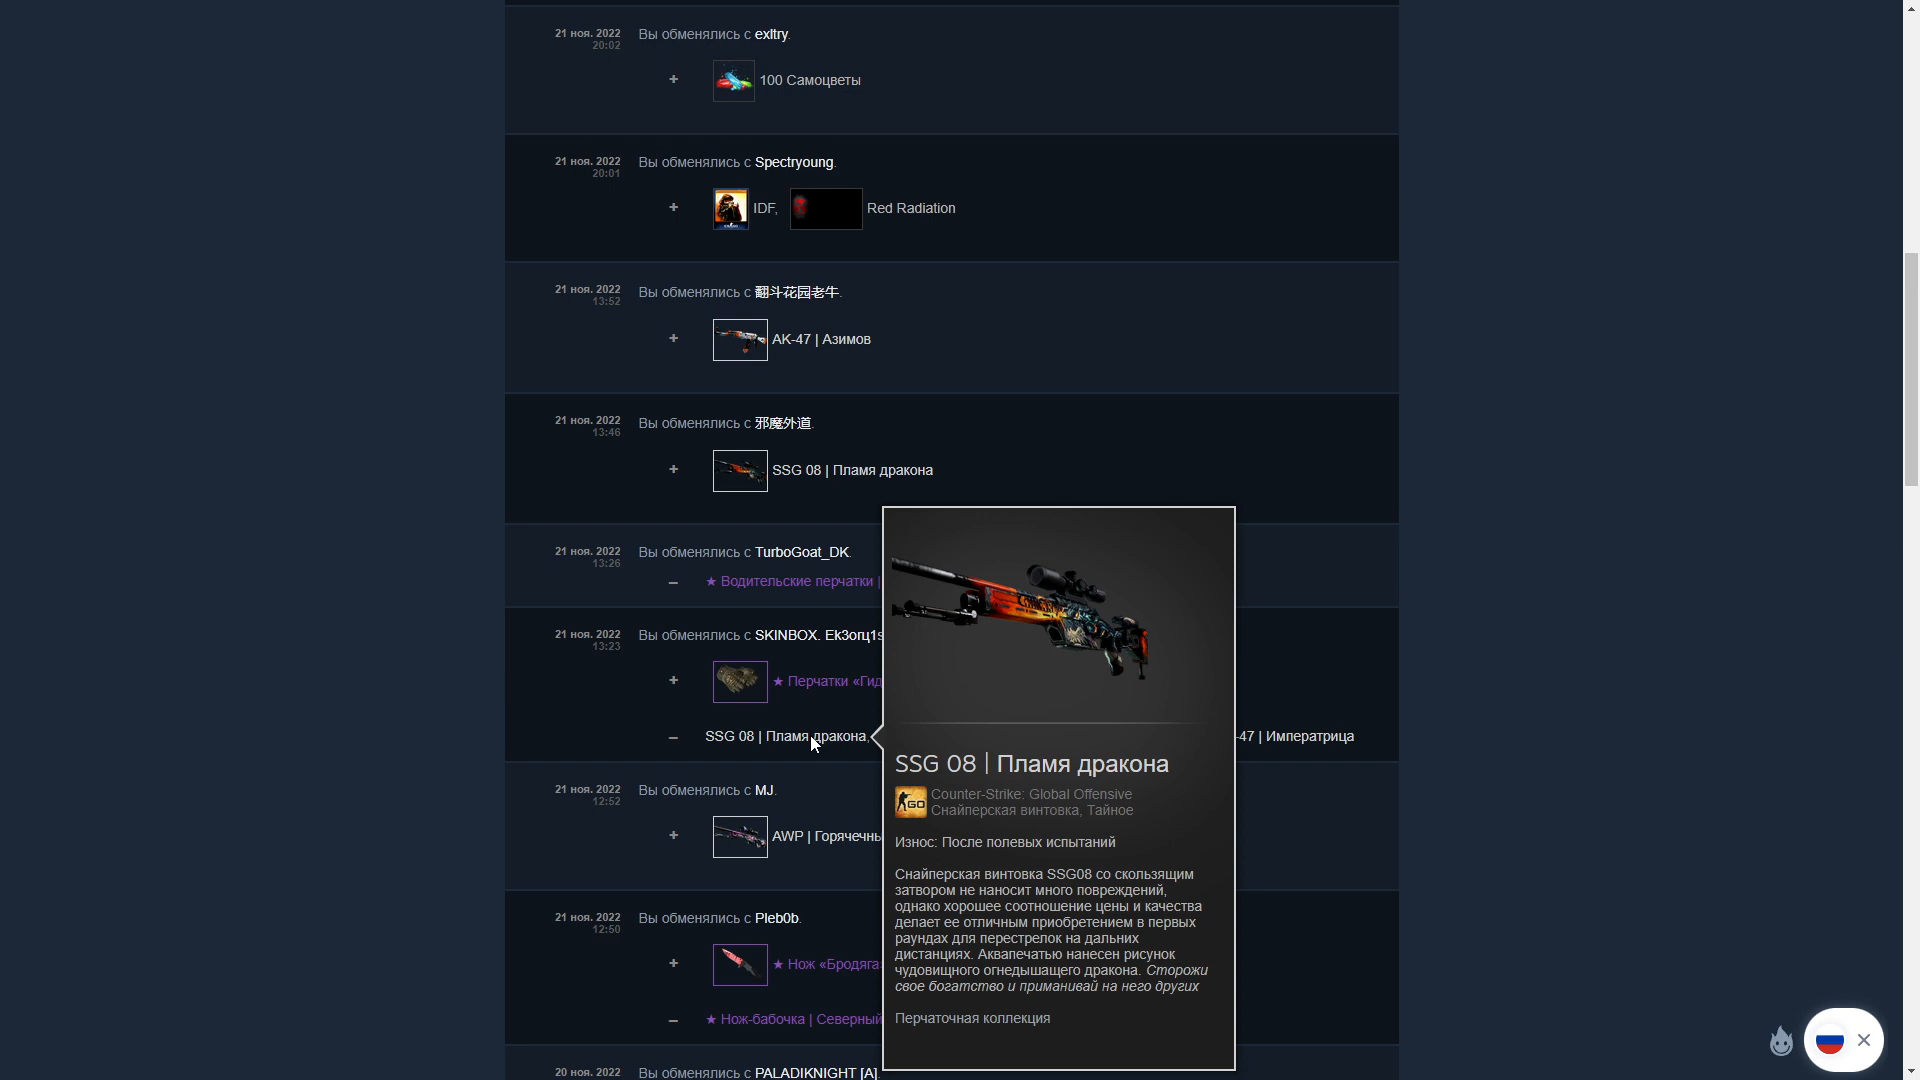 21 ноя. 2022
20:02
Вы обменялись с exltry.
+
100 Самоцветы
21 ноя. 2022
20:01
Вы обменялись с Spectryoung.
+
IDF, Red Radiation
21 ноя. 2022
13:52
Вы обменялись с 翻斗花园老牛.
+
AK-47 | Азимов
21 ноя. 2022
13:46
Вы обменялись с 邪魔外道.
+
SSG 08 | Пламя дракона
21 ноя. 2022
13:26
Вы обменялись с TurboGoat_DK.
–
★ Водительские перчатки |
21 ноя. 2022
13:23
Вы обменялись с SKINBOX. Ek3orц1s
+
★ Перчатки «Гид
–
SSG 08 | Пламя дракона,
-47 | Императрица
21 ноя. 2022
12:52
Вы обменялись с MJ.
+
AWP | Горячечны
21 ноя. 2022
12:50
Вы обменялись с Pleb0b.
+
★ Нож «Бродяга»
–
★ Нож-бабочка | Северный
20 ноя. 2022
Вы обменялись с PALADIKNIGHT [A].
SSG 08 | Пламя дракона
GO
Counter-Strike: Global Offensive
Снайперская винтовка, Тайное
Износ: После полевых испытаний
Снайперская винтовка SSG08 со скользящим
затвором не наносит много повреждений,
однако хорошее соотношение цены и качества
делает ее отличным приобретением в первых
раундах для перестрелок на дальних
дистанциях. Аквапечатью нанесен рисунок
чудовищного огнедышащего дракона. Сторожи
свое богатство и приманивай на него других
Перчаточная коллекция